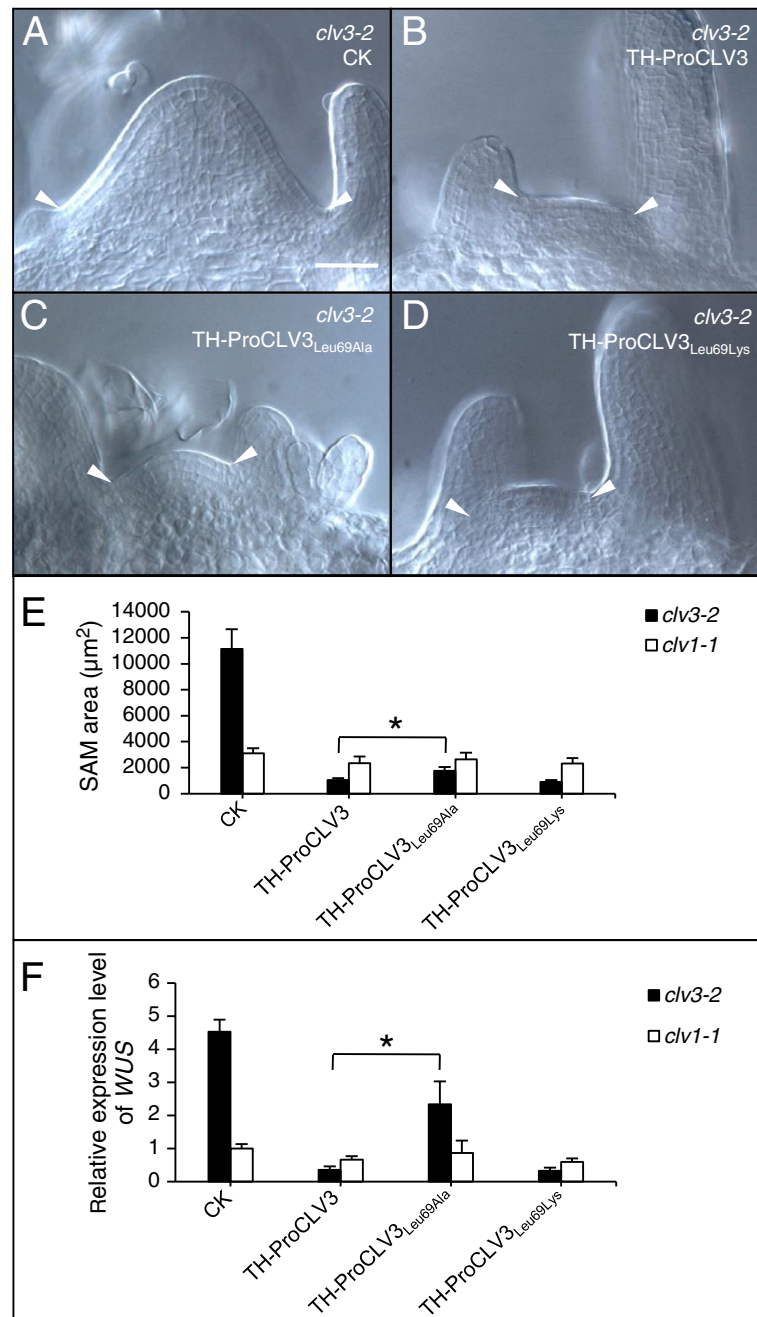 A
clv3-2
CK
B
clv3-2
TH-ProCLV3
C
clv3-2
TH-ProCLV3Leu69Ala
D
clv3-2
TH-ProCLV3Leu69Lys
E
SAM area (µm²)
14000
12000
10000
8000
6000
4000
2000
0
*
clv3-2
clv1-1
CK
TH-ProCLV3
TH-ProCLV3Leu69Ala
TH-ProCLV3Leu69Lys
F
Relative expression level
of WUS
6
5
4
3
2
1
0
*
clv3-2
clv1-1
CK
TH-ProCLV3
TH-ProCLV3Leu69Ala
TH-ProCLV3Leu69Lys